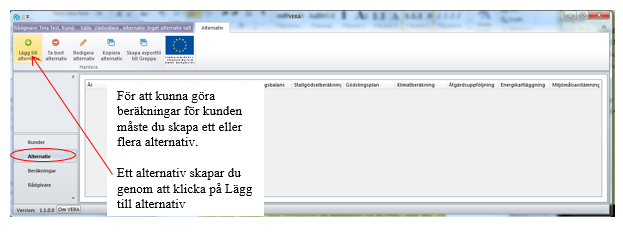 VERA
Rådgivare: Tina Test, Kund: Valle Växtodlare, Alternativ: Inget alternativ valt
Alternativ
Lägg till alternativ
Ta bort alternativ
Redigera alternativ
Kopiera alternativ
Skapa exportfil till Greppa
Hantera
År
gsbalans Stallgödselberäkning Gödslingsplan Klimatberäkning Åtgärdsuppföljning Energikartläggning Miljömålsavstämning
För att kunna göra
beräkningar för kunden
måste du skapa ett eller
flera alternativ.
Ett alternativ skapar du
genom att klicka på Lägg
till alternativ
Kunder
Alternativ
Beräkningar
Rådgivare
Version: 1.1.0.0 Om VERA